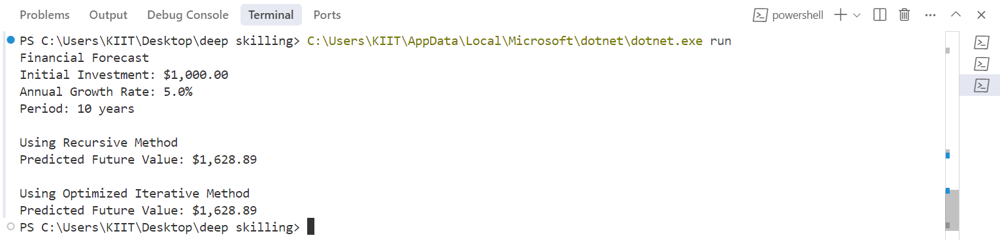 Problems Output Debug Console Terminal Ports powershell
PS C:\Users\KIIT\Desktop\deep skilling> C:\Users\KIIT\AppData\Local\Microsoft\dotnet\dotnet.exe run
Financial Forecast
Initial Investment: $1,000.00
Annual Growth Rate: 5.0%
Period: 10 years
Using Recursive Method
Predicted Future Value: $1,628.89
Using Optimized Iterative Method
Predicted Future Value: $1,628.89
PS C:\Users\KIIT\Desktop\deep skilling>